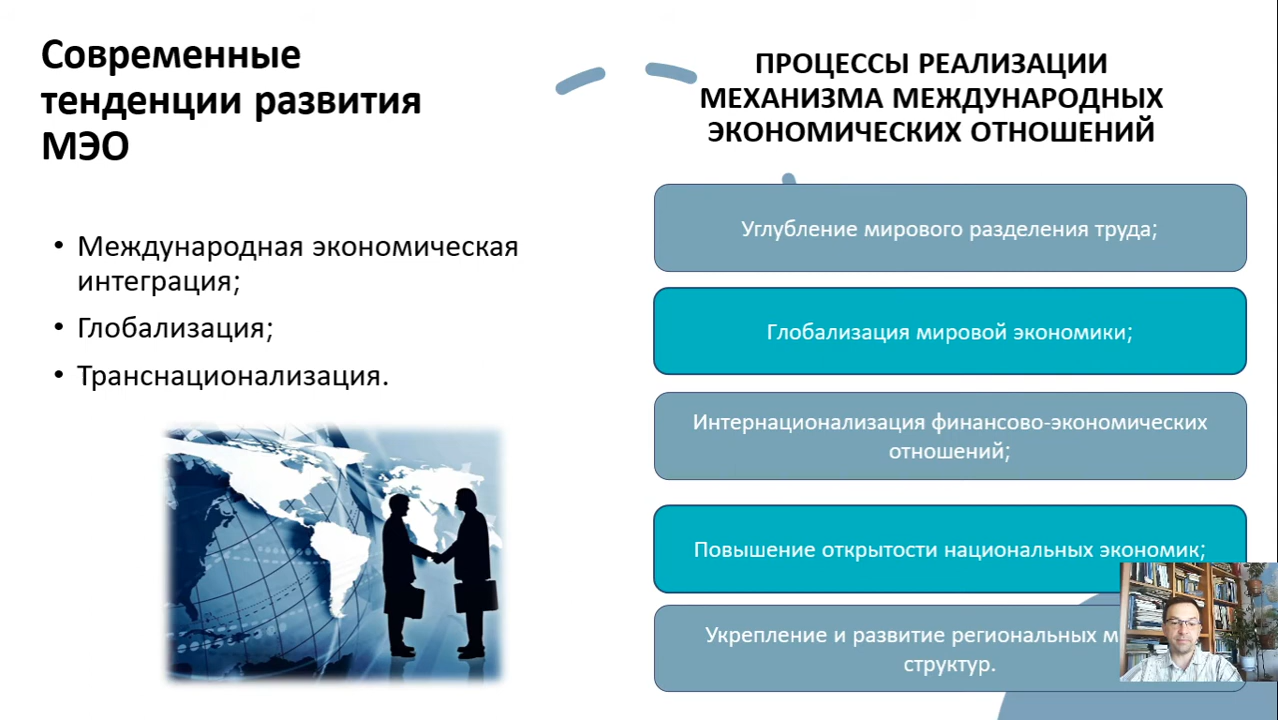 Современные
тенденции развития
МЭО
• Международная экономическая
интеграция;
• Глобализация;
• Транснационализация.
ПРОЦЕССЫ РЕАЛИЗАЦИИ
МЕХАНИЗМА МЕЖДУНАРОДНЫХ
ЭКОНОМИЧЕСКИХ ОТНОШЕНИЙ
Углубление мирового разделения труда;
Глобализация мировой экономики;
Интернационализация финансово-экономических
отношений;
Повышение открытости национальных экономик;
Укрепление и развитие региональных
структур.